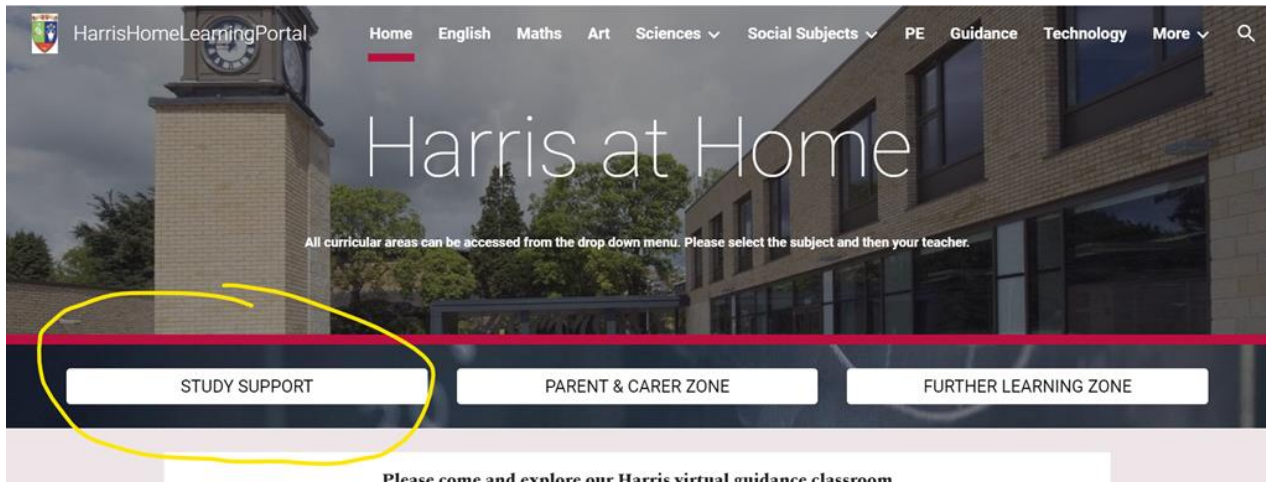 HarrisHomeLearningPortal Home English Maths Art Sciences Social Subjects PE Guidance Technology More
Harris at Home
All curricular areas can be accessed from the drop down menu. Please select the subject and then your teacher.
STUDY SUPPORT PARENT & CARER ZONE FURTHER LEARNING ZONE
Please come and explore our Harris virtual guidance classroom